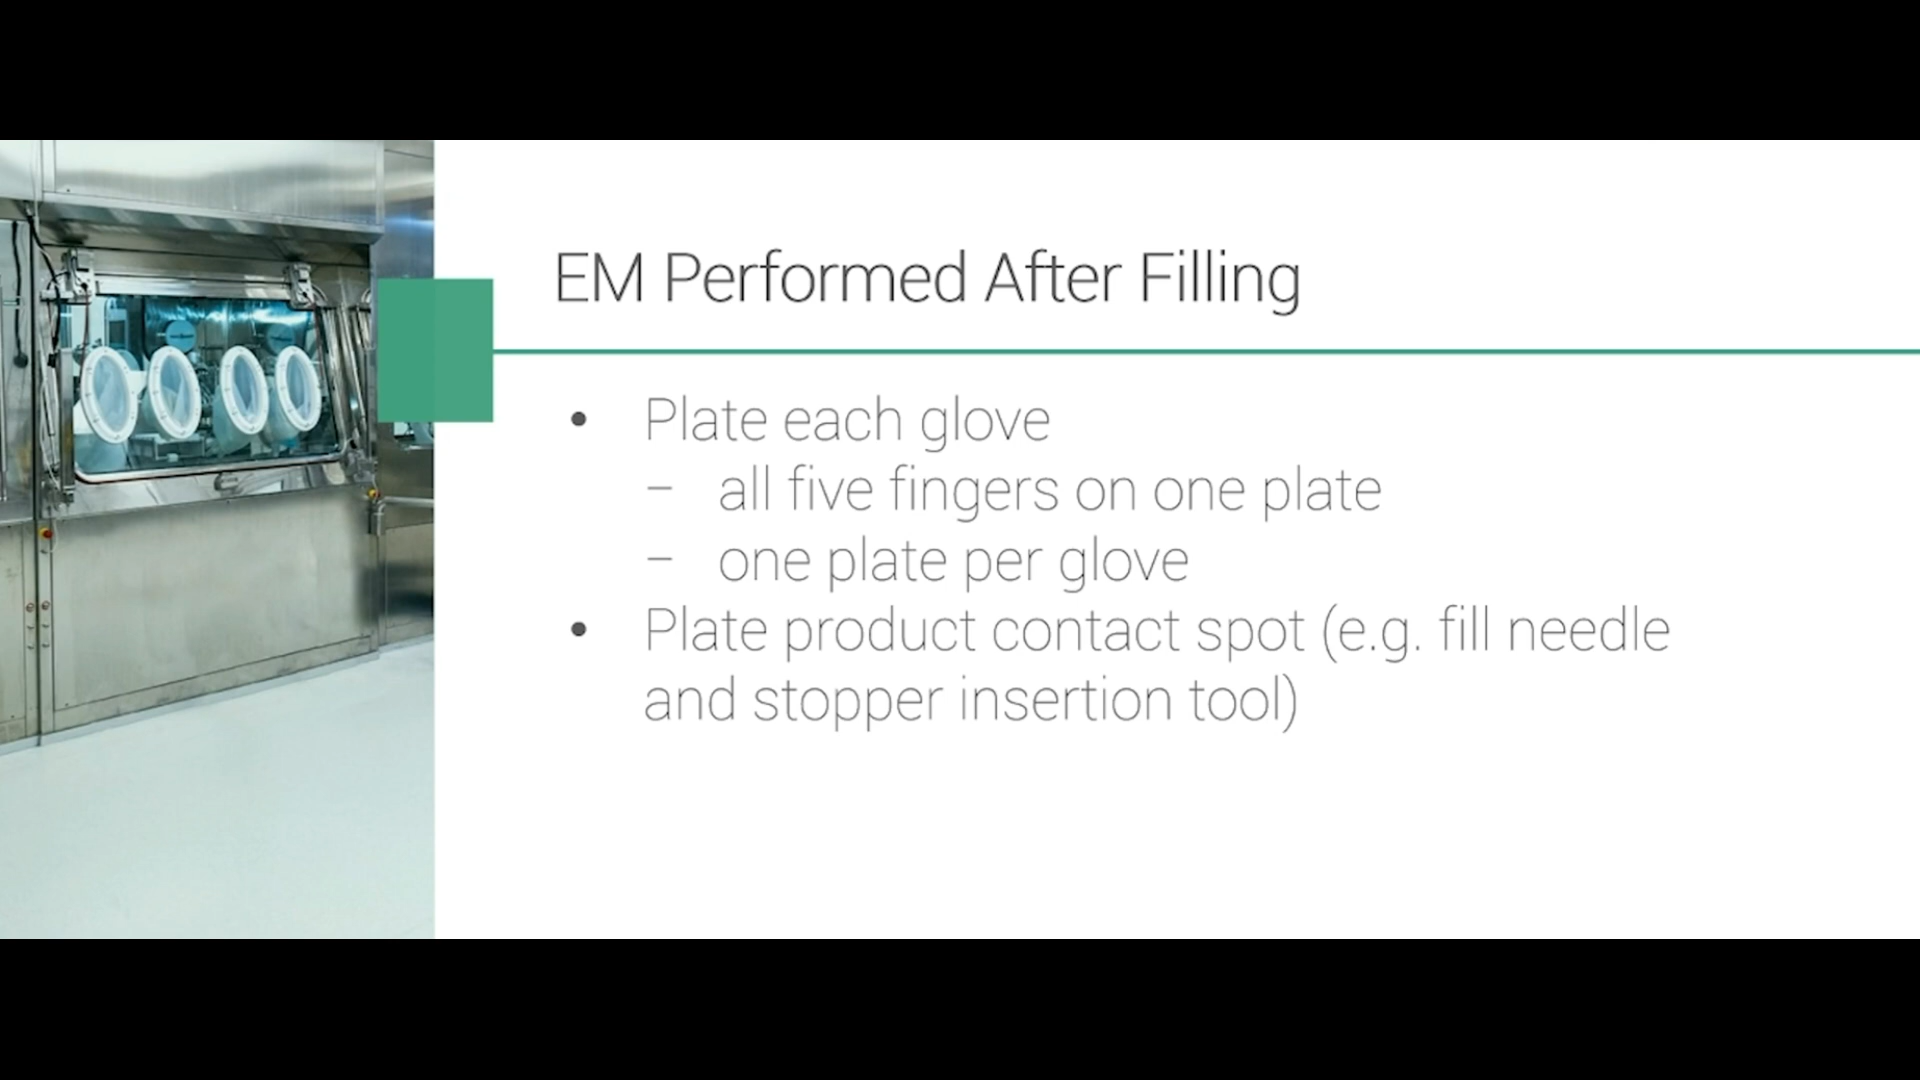 EM Performed After Filling
• Plate each glove
– all five fingers on one plate
– one plate per glove
• Plate product contact spot (e.g. fill needle
and stopper insertion tool)